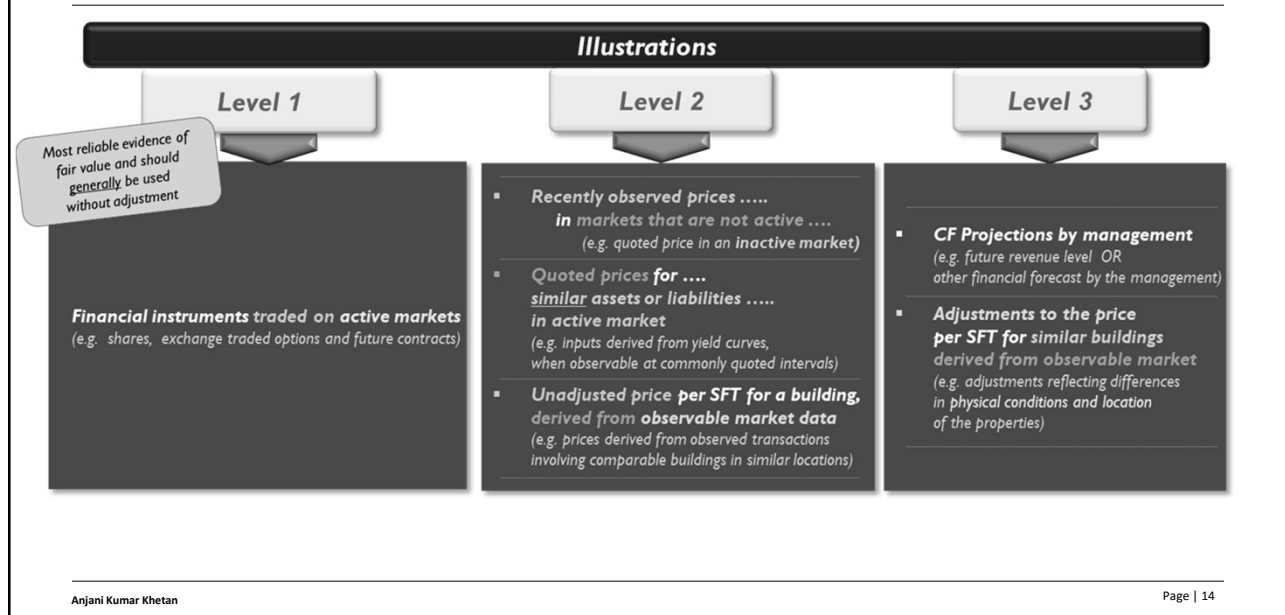 Illustrations
Level 1
Most reliable evidence of
fair value and should
generally be used
without adjustment
Financial instruments traded on active markets
(e.g. shares, exchange traded options and future contracts)
Level 2
▪ Recently observed prices .....
in markets that are not active ....
(e.g. quoted price in an inactive market)
▪ Quoted prices for ....
similar assets or liabilities .....
in active market
(e.g. inputs derived from yield curves,
when observable at commonly quoted intervals)
▪ Unadjusted price per SFT for a building,
derived from observable market data
(e.g. prices derived from observed transactions
involving comparable buildings in similar locations)
Level 3
▪ CF Projections by management
(e.g. future revenue level OR
other financial forecast by the management)
▪ Adjustments to the price
per SFT for similar buildings
derived from observable market
(e.g. adjustments reflecting differences
in physical conditions and location
of the properties)
Anjani Kumar Khetan
Page | 14